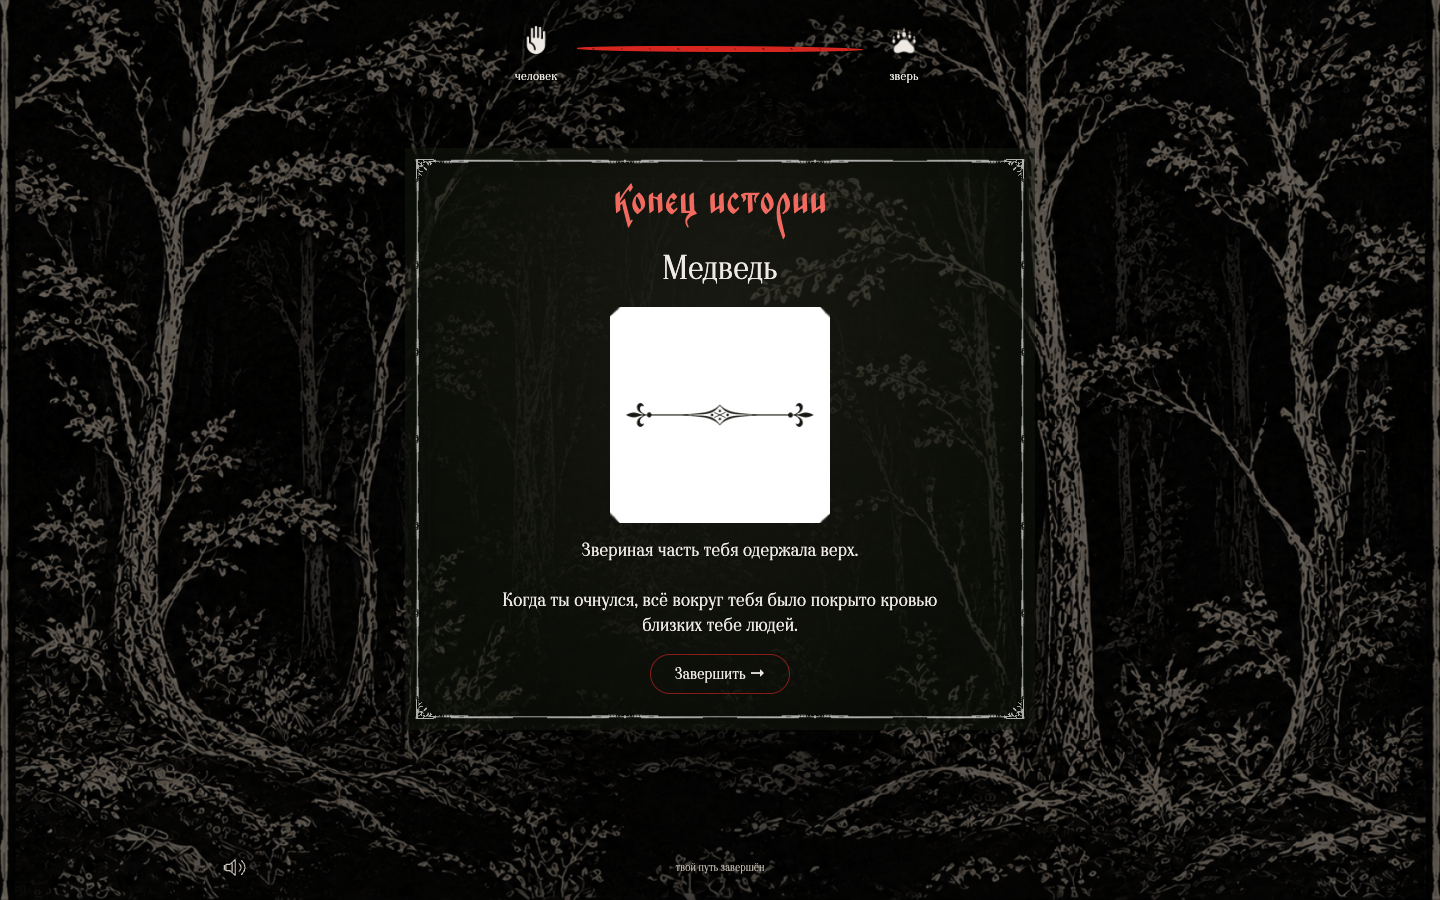 человек
зверь
Конец истории
Медведь
Звериная часть тебя одержала верх.
Когда ты очнулся, всё вокруг тебя было покрыто кровью
близких тебе людей.
Завершить →
твой путь завершён